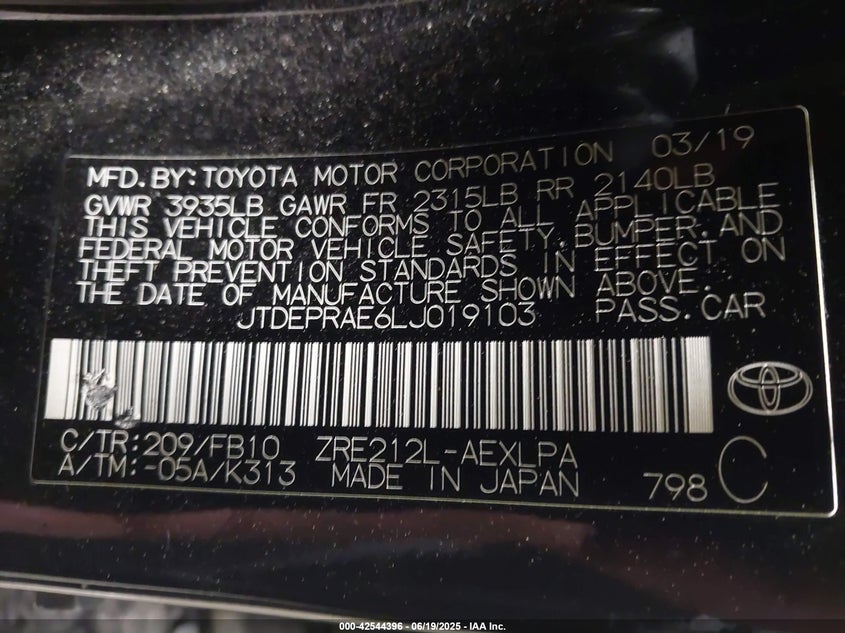 MFD.BY:TOYOTA MOTOR CORPORATION 03/19
GVWR 3935LB GAWR FR 2315LB RR 2140LB
THIS VEHICLE CONFORMS TO ALL APPLICABLE
FEDERAL MOTOR VEHICLE SAFETY,BUMPER,AND
THEFT PREVENTION STANDARDS IN EFFECT ON
THE DATE OF MANUFACTURE SHOWN ABOVE.
JTDEPRAE6LJ019103 PASS.CAR
C/TR:209/FB10 ZRE212L-AEXLPA
A/TM:-05A/K313 MADE IN JAPAN 798 C
000-42544396 - 06/19/2025 - IAA Inc.